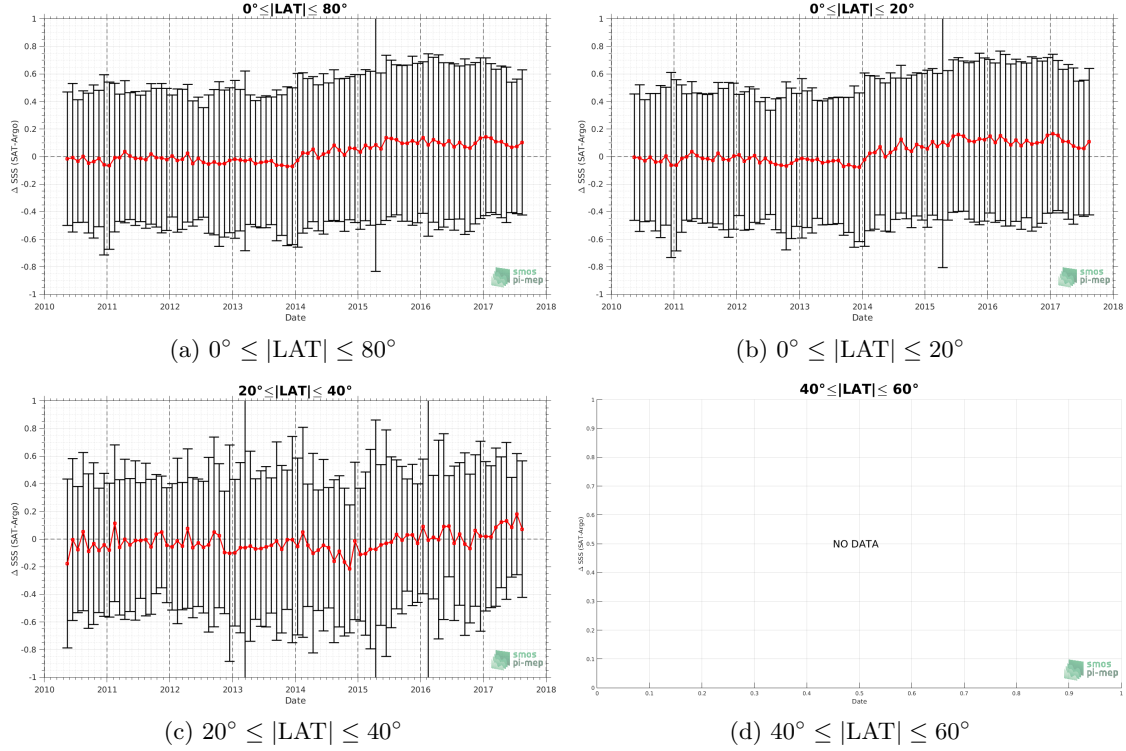 0°≤|LAT|≤ 80°
1
0.8
0.6
0.4
0.2
0
-0.2
-0.4
-0.6
-0.8
-1
Δ SSS (SAT-Argo)
2010 2011 2012 2013 2014 2015 2016 2017 2018
Date
smos
pi-mep
(a) 0° ≤ |LAT| ≤ 80°
0°≤|LAT|≤ 20°
1
0.8
0.6
0.4
0.2
0
-0.2
-0.4
-0.6
-0.8
-1
Δ SSS (SAT-Argo)
2010 2011 2012 2013 2014 2015 2016 2017 2018
Date
smos
pi-mep
(b) 0° ≤ |LAT| ≤ 20°
20°≤|LAT|≤ 40°
1
0.8
0.6
0.4
0.2
0
-0.2
-0.4
-0.6
-0.8
-1
Δ SSS (SAT-Argo)
2010 2011 2012 2013 2014 2015 2016 2017 2018
Date
smos
pi-mep
(c) 20° ≤ |LAT| ≤ 40°
40°≤|LAT|≤ 60°
1
0.9
0.8
0.7
0.6
0.5
0.4
0.3
0.2
0.1
0
Δ SSS (SAT-Argo)
NO DATA
0 0.1 0.2 0.3 0.4 0.5 0.6 0.7 0.8 0.9 1
Date
smos
pi-mep
(d) 40° ≤ |LAT| ≤ 60°